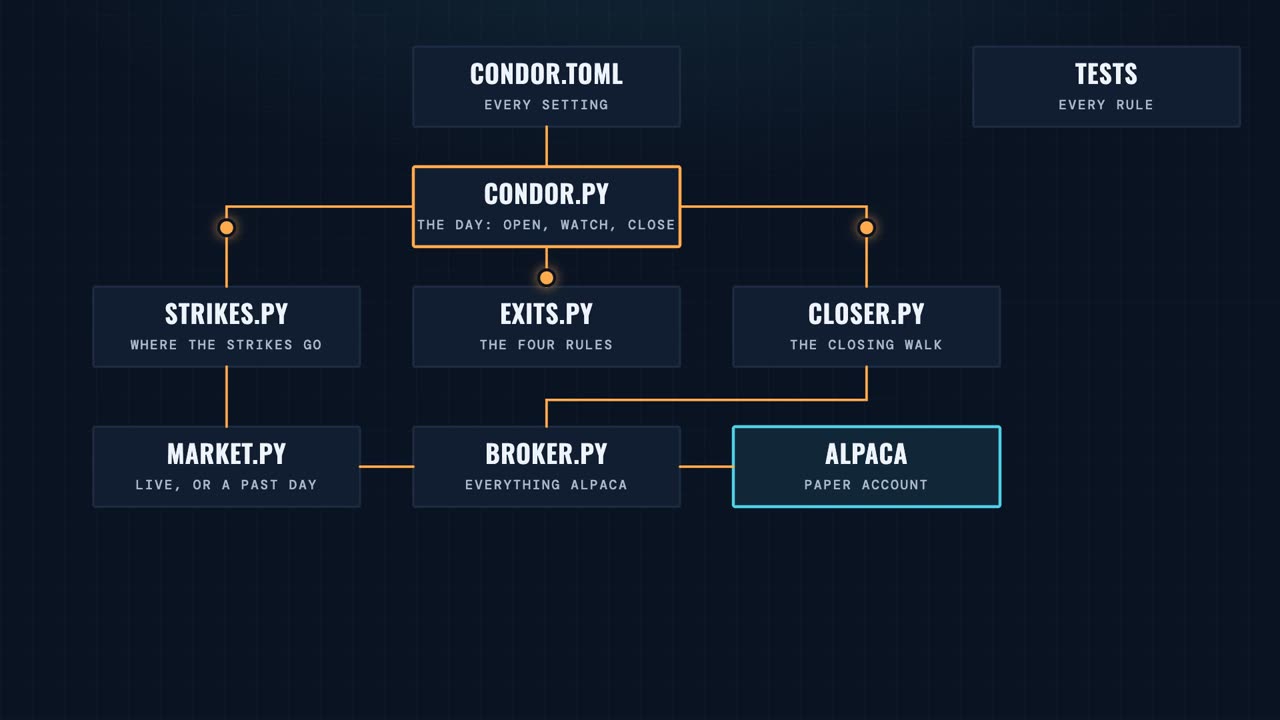 CONDOR.TOML
EVERY SETTING
TESTS
EVERY RULE
CONDOR.PY
THE DAY: OPEN, WATCH, CLOSE
STRIKES.PY
WHERE THE STRIKES GO
EXITS.PY
THE FOUR RULES
CLOSER.PY
THE CLOSING WALK
MARKET.PY
LIVE, OR A PAST DAY
BROKER.PY
EVERYTHING ALPACA
ALPACA
PAPER ACCOUNT